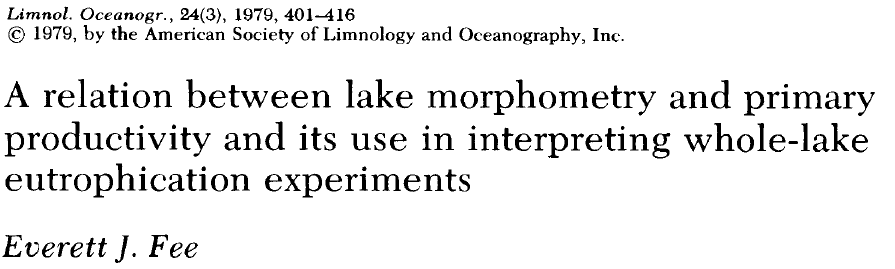 Limnol. Oceanogr., 24(3), 1979, 401–416
© 1979, by the American Society of Limnology and Oceanography, Inc.
A relation between lake morphometry and primary
productivity and its use in interpreting whole-lake
eutrophication experiments
Everett J. Fee